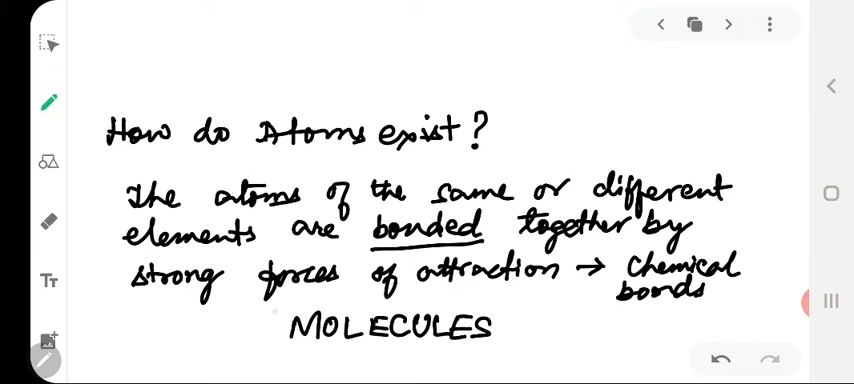 How do Atoms exist?
The atoms of the same or different
elements are bonded together by
strong forces of attraction → Chemical
bonds
MOLECULES
Tт